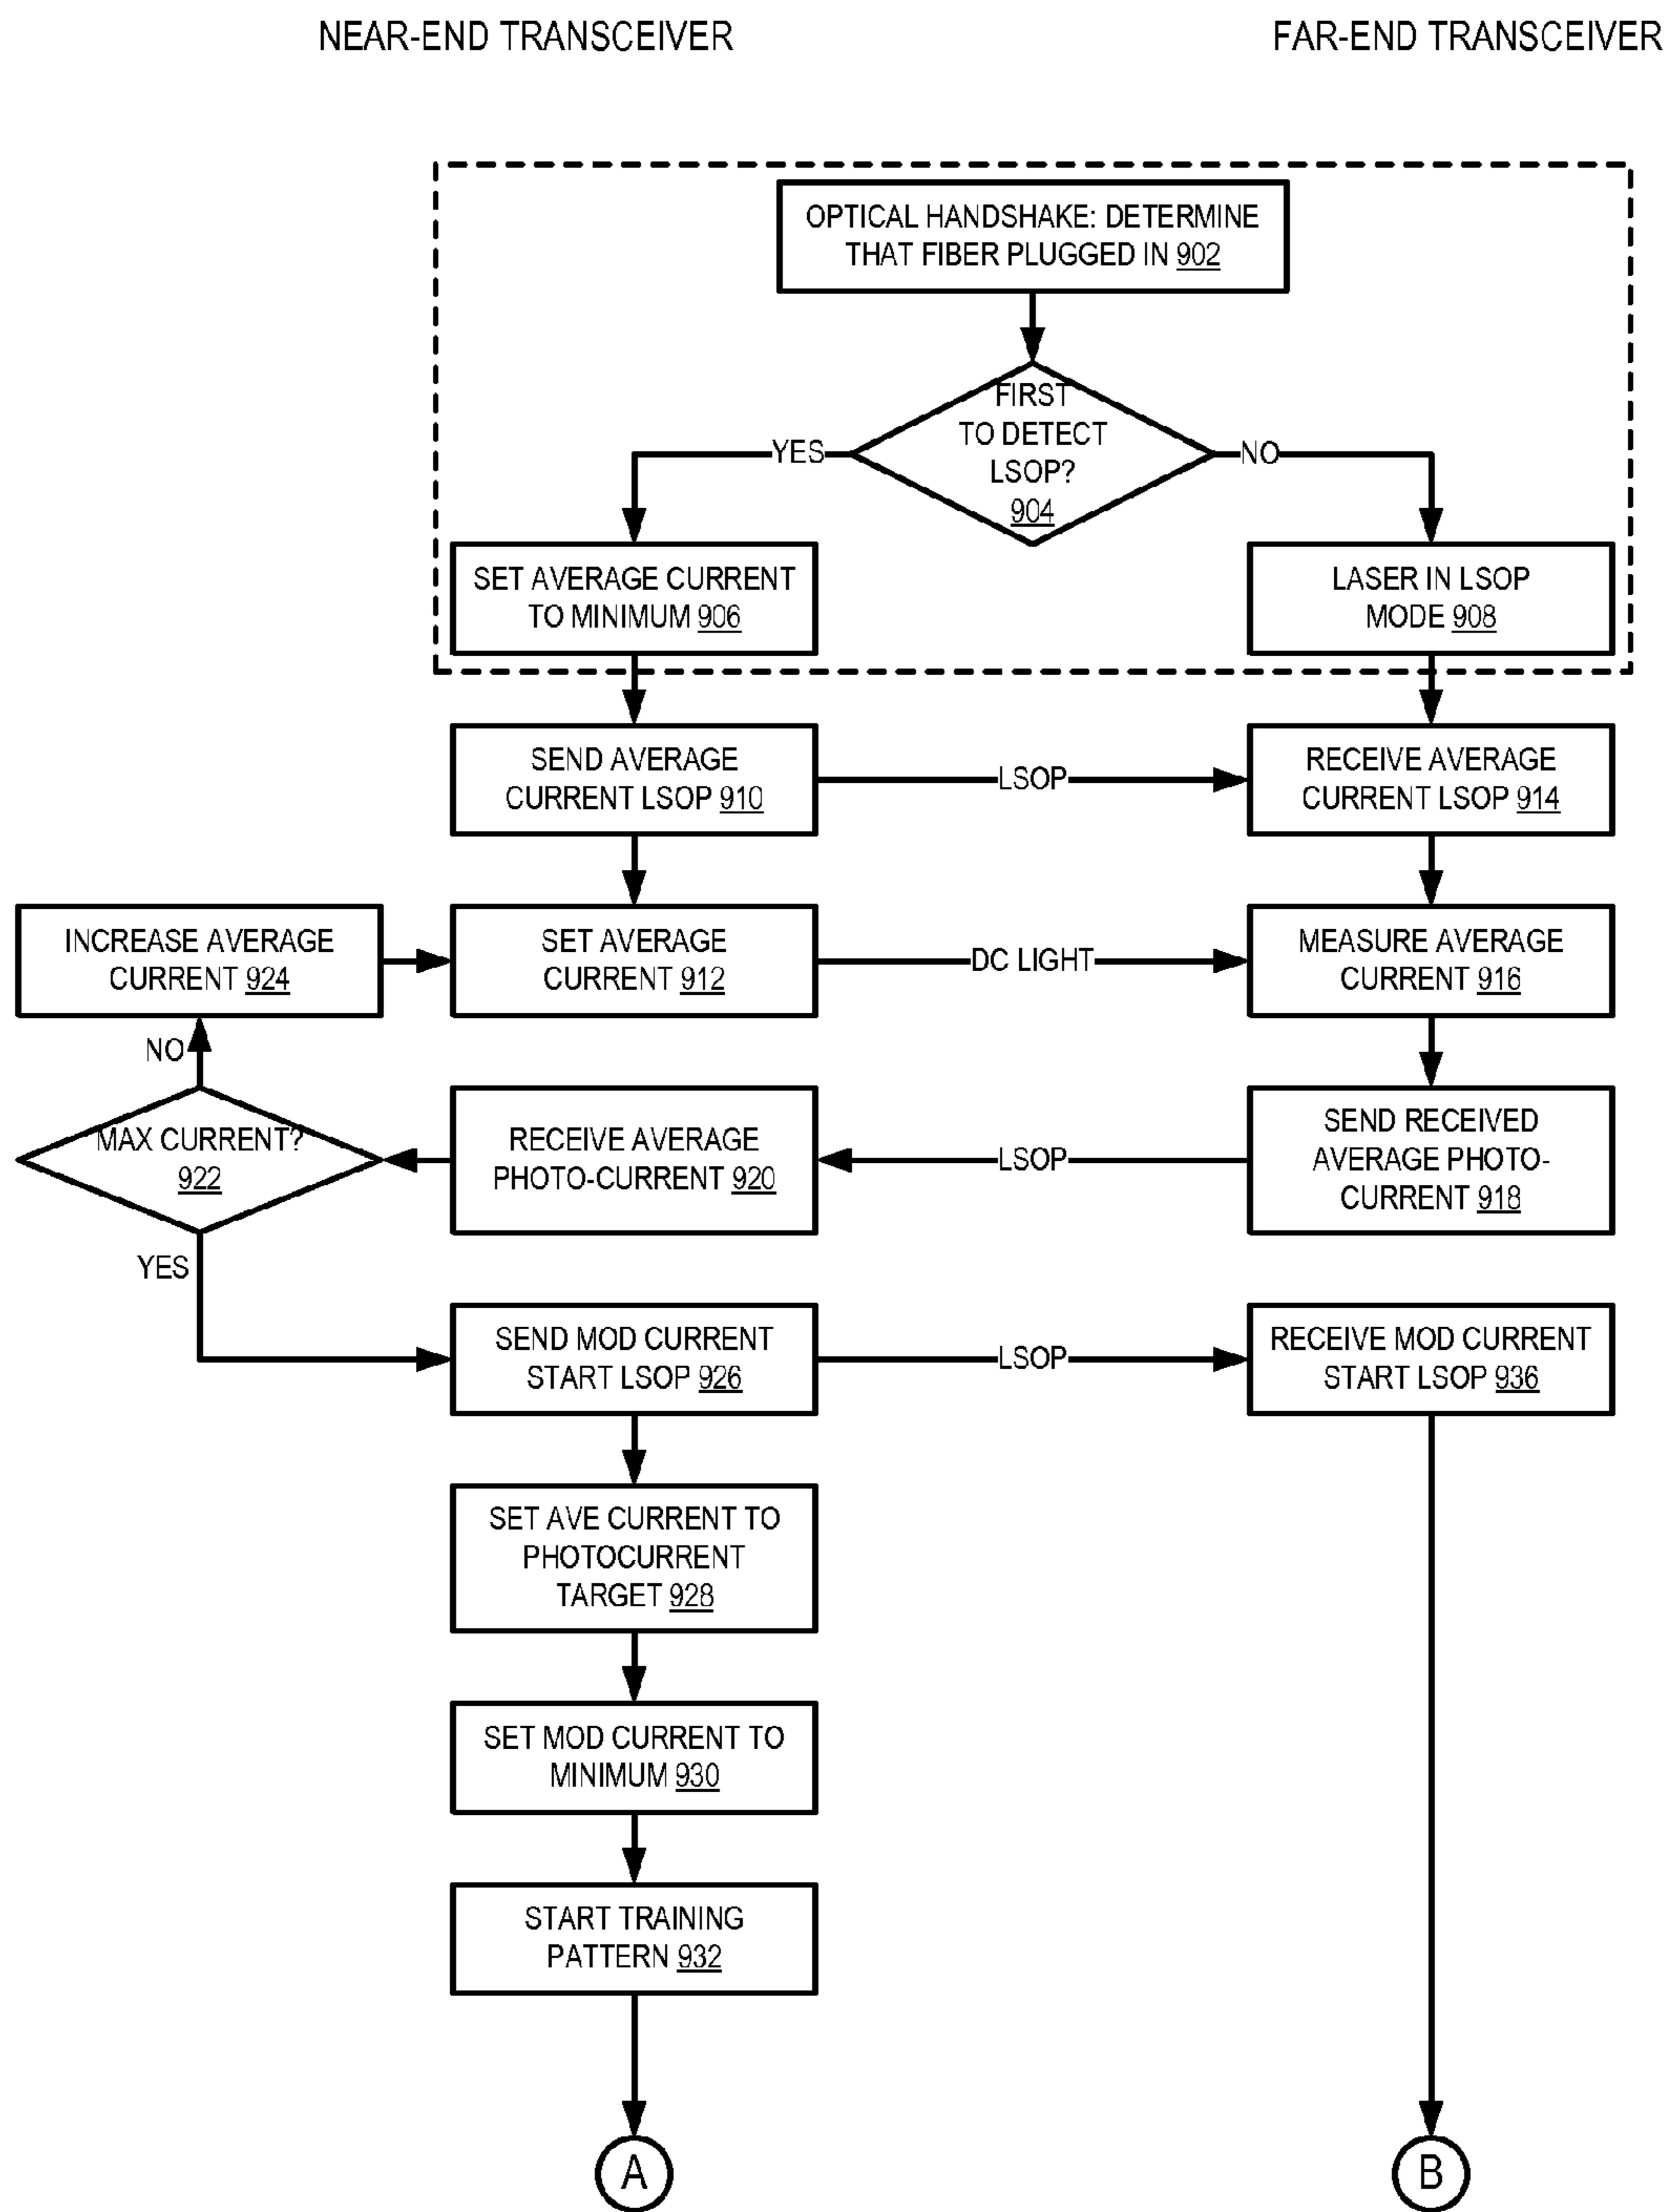 NEAR-END TRANSCEIVER
FAR-END TRANSCEIVER
OPTICAL HANDSHAKE: DETERMINE
THAT FIBER PLUGGED IN 902
FIRST
TO DETECT
LSOP?
904
YES
NO
SET AVERAGE CURRENT
TO MINIMUM 906
LASER IN LSOP
MODE 908
SEND AVERAGE
CURRENT LSOP 910
LSOP
RECEIVE AVERAGE
CURRENT LSOP 914
INCREASE AVERAGE
CURRENT 924
SET AVERAGE
CURRENT 912
DC LIGHT
MEASURE AVERAGE
CURRENT 916
NO
MAX CURRENT?
922
RECEIVE AVERAGE
PHOTO-CURRENT 920
LSOP
SEND RECEIVED
AVERAGE PHOTO-
CURRENT 918
YES
SEND MOD CURRENT
START LSOP 926
LSOP
RECEIVE MOD CURRENT
START LSOP 936
SET AVE CURRENT TO
PHOTOCURRENT
TARGET 928
SET MOD CURRENT TO
MINIMUM 930
START TRAINING
PATTERN 932
A
B